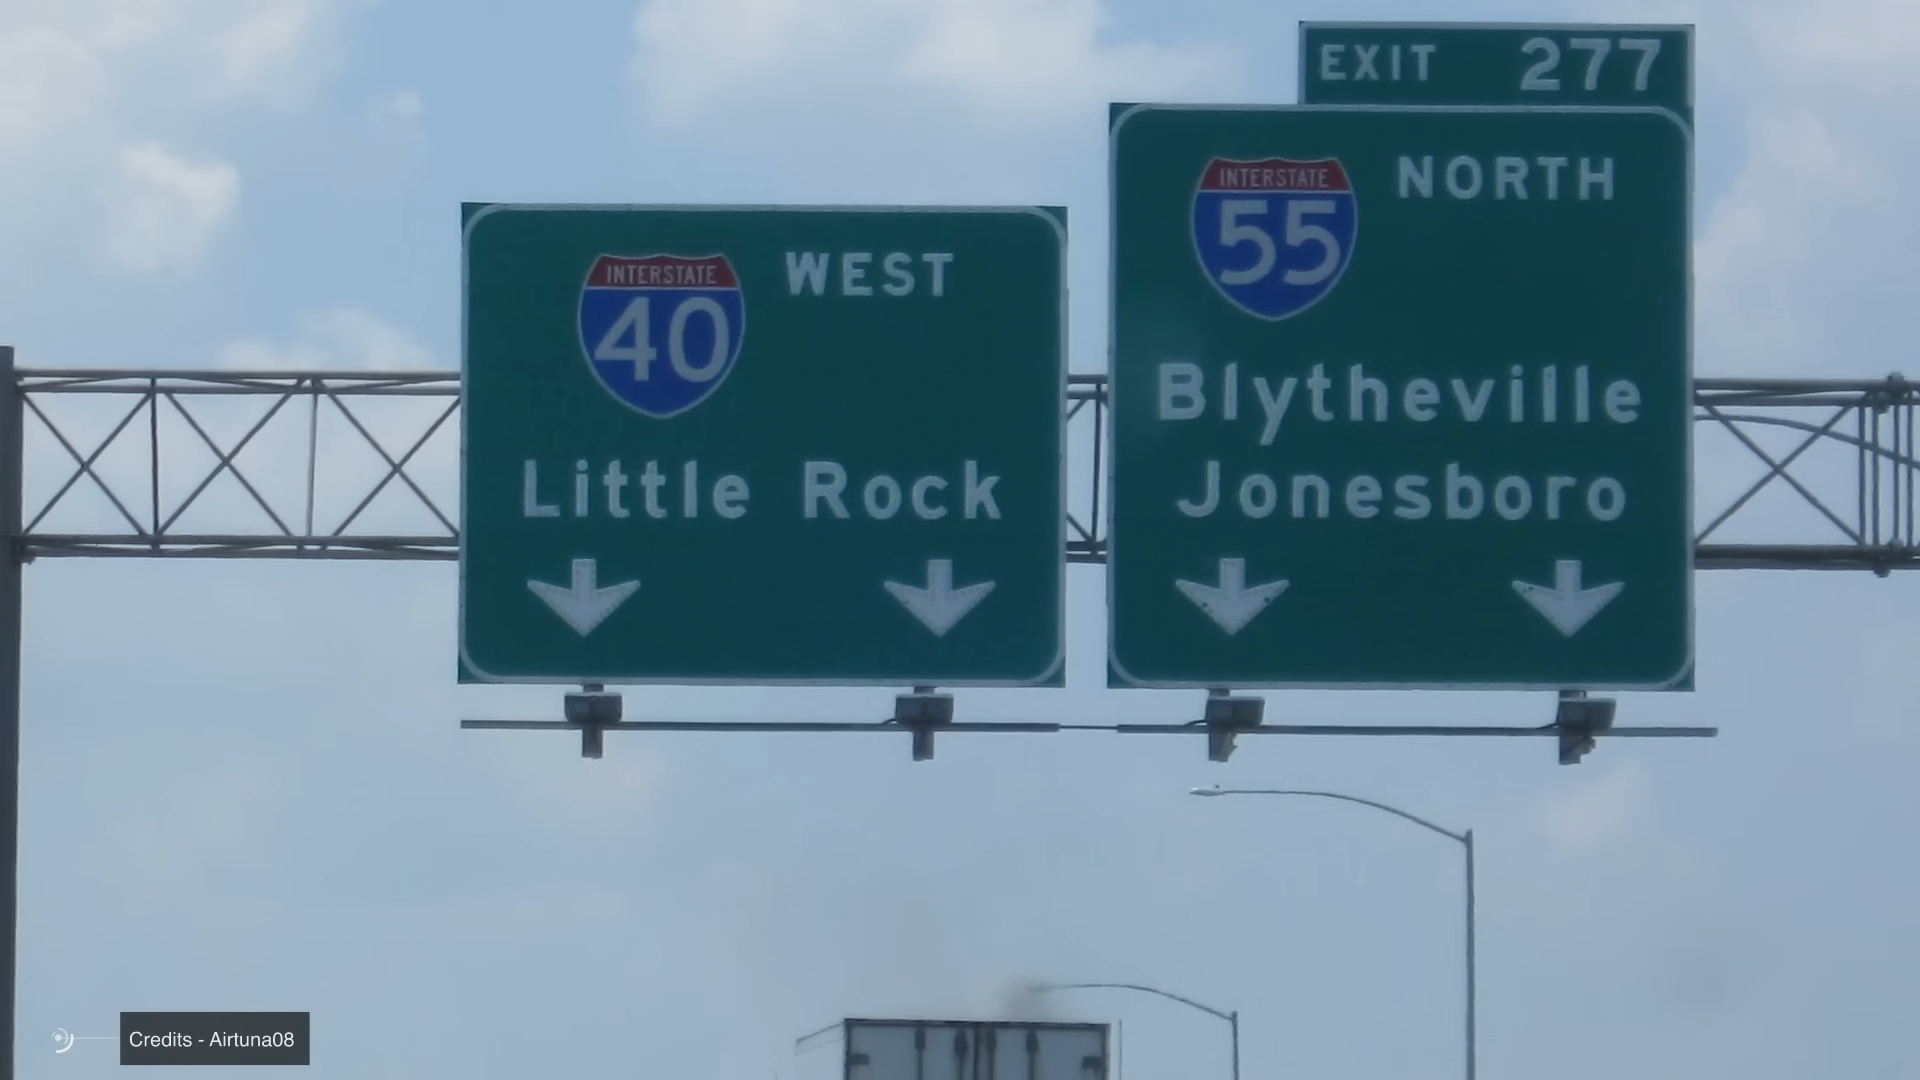 INTERSTATE
40
WEST
Little Rock
EXIT 277
INTERSTATE
55
NORTH
Blytheville
Jonesboro
Credits - Airtuna08